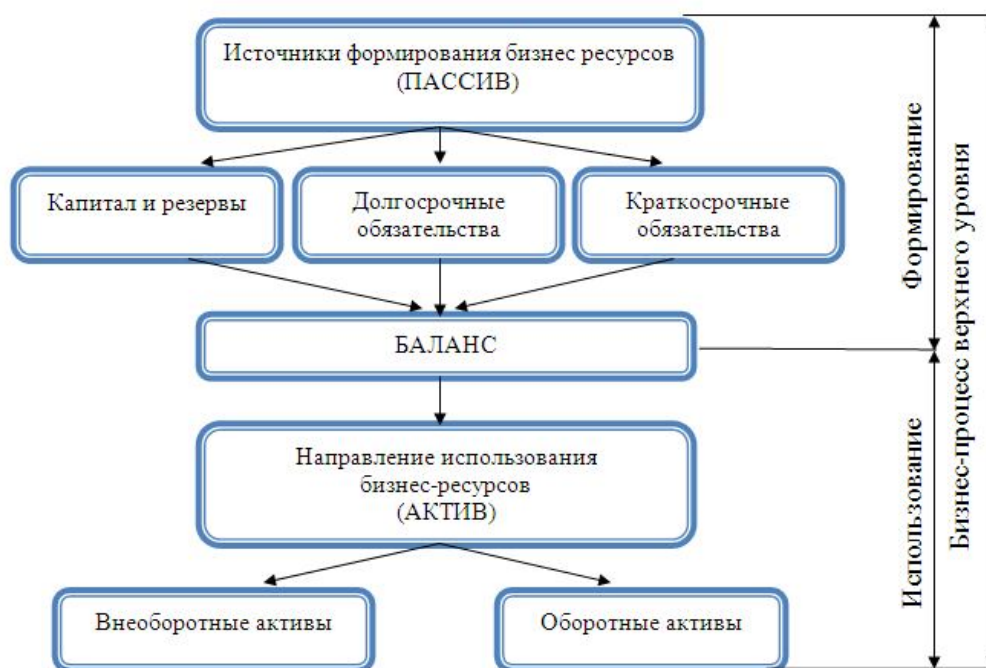 Источники формирования бизнес ресурсов
(ПАССИВ)
Капитал и резервы
Долгосрочные
обязательства
Краткосрочные
обязательства
БАЛАНС
Направление использования
бизнес-ресурсов
(АКТИВ)
Внеоборотные активы
Оборотные активы
Формирование
Использование
Бизнес-процесс верхнего уровня